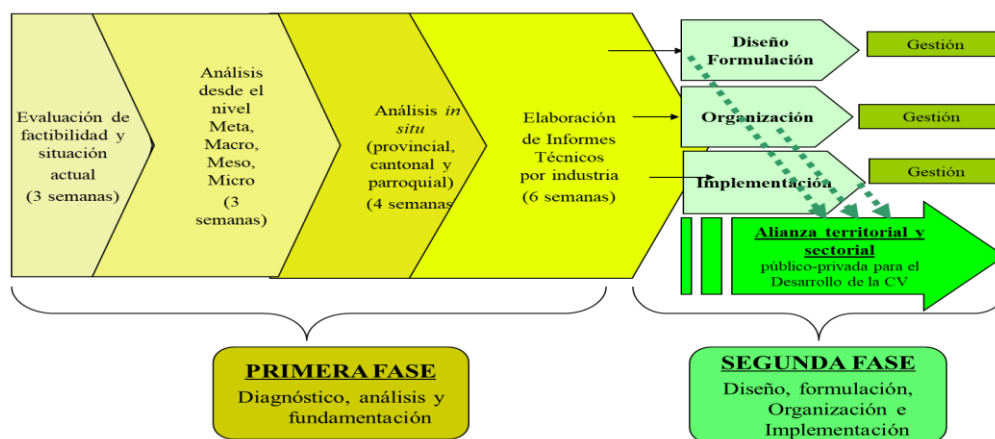 Evaluación de
factibilidad y
situación
actual
(3 semanas)
Análisis
desde el
nivel
Meta,
Macro,
Meso,
Micro
(3
semanas)
Análisis in
situ
(provincial,
cantonal y
parroquial)
(4 semanas
Elaboración
de Informes
Técnicos
por industria
(6 semanas)
Diseño
Formulación
Gestión
Organización
Gestión
Implementación
Gestión
Alianza territorial y
sectorial
público-privada para el
Desarrollo de la CV
PRIMERA FASE
Diagnóstico, análisis y
fundamentación
SEGUNDA FASE
Diseño, formulación,
Organización e
Implementación